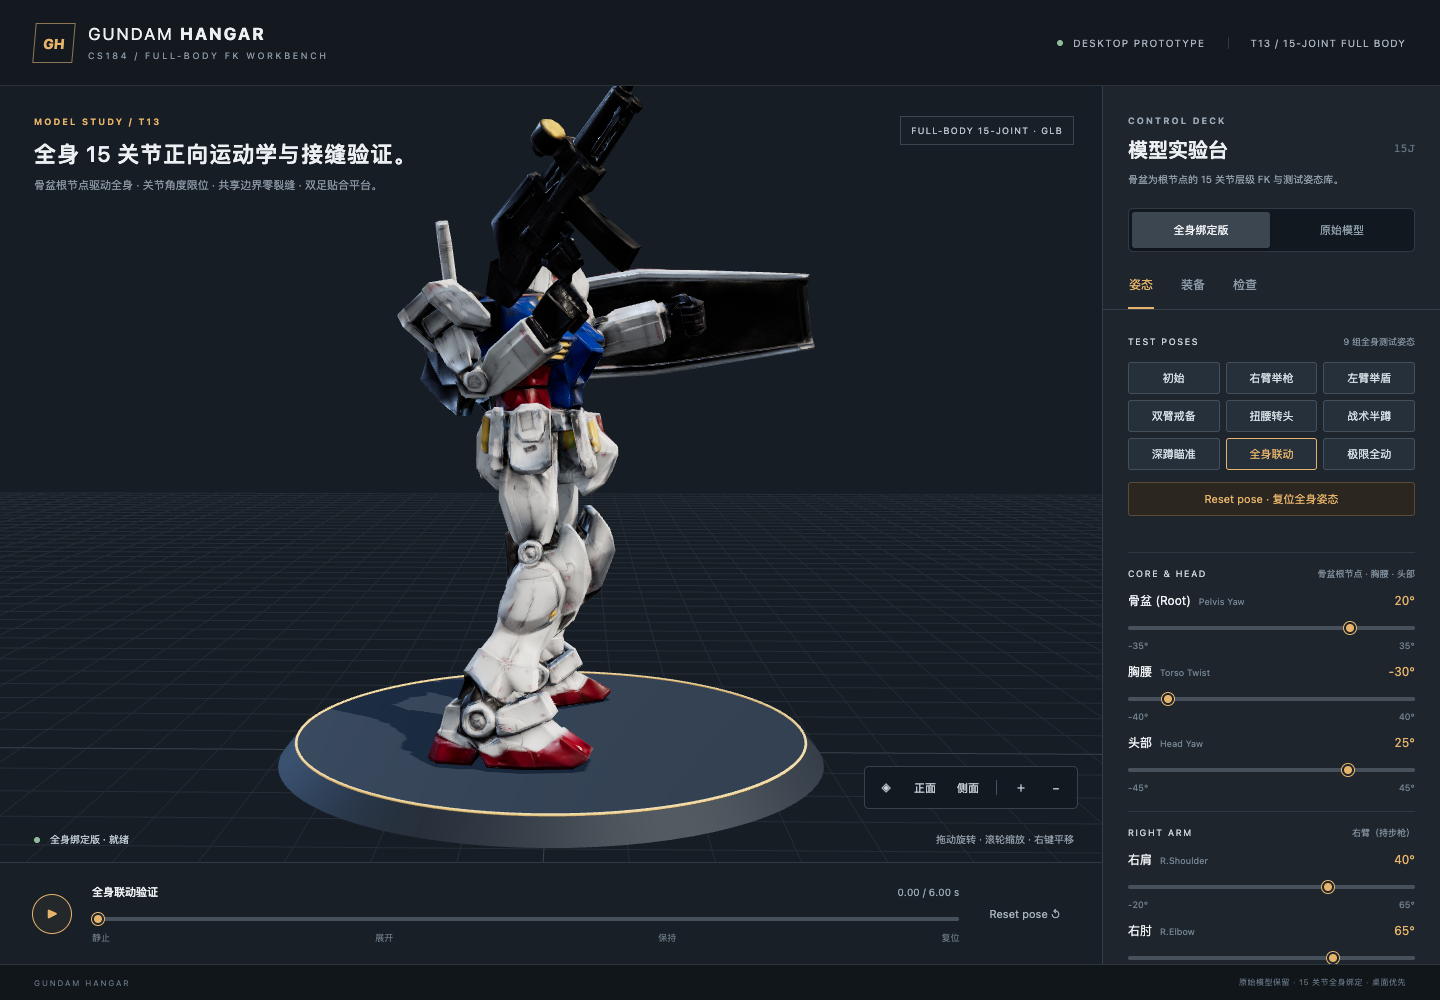 GH
GUNDAM HANGAR
CS184 / FULL-BODY FK WORKBENCH
DESKTOP PROTOTYPE
T13 / 15-JOINT FULL BODY
MODEL STUDY / T13
全身 15 关节正向运动学与接缝验证。
骨盆根节点驱动全身 · 关节角度限位 · 共享边界零裂缝 · 双足贴合平台。
FULL-BODY 15-JOINT · GLB
正面 侧面 + −
全身绑定版 · 就绪
拖动旋转 · 滚轮缩放 · 右键平移
全身联动验证
0.00 / 6.00 s
静止 展开 保持 复位
Reset pose ↺
CONTROL DECK
模型实验台
15J
骨盆为根节点的 15 关节层级 FK 与测试姿态库。
全身绑定版 原始模型
姿态 装备 检查
TEST POSES
9 组全身测试姿态
初始 右臂举枪 左臂举盾
双臂戒备 扭腰转头 战术半蹲
深蹲瞄准 全身联动 极限全动
Reset pose · 复位全身姿态
CORE & HEAD
骨盆根节点 · 胸腰 · 头部
骨盆 (Root) Pelvis Yaw 20°
-35° 35°
胸腰 Torso Twist -30°
-40° 40°
头部 Head Yaw 25°
-45° 45°
RIGHT ARM
右臂（持步枪）
右肩 R.Shoulder 40°
-20° 65°
右肘 R.Elbow 65°
GUNDAM HANGAR
原始模型保留 · 15 关节全身绑定 · 桌面优先